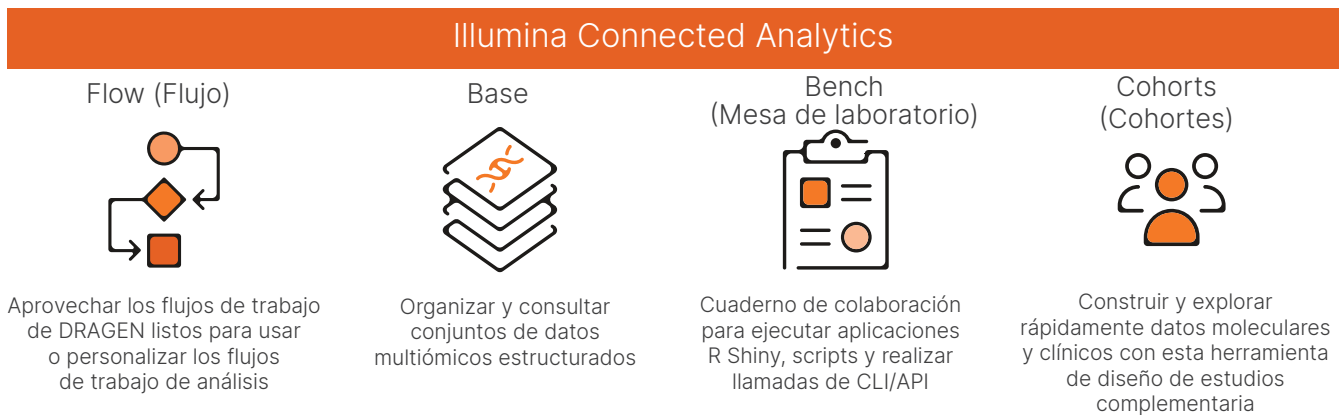 Illumina Connected Analytics
Flow (Flujo)
Aprovechar los flujos de trabajo
de DRAGEN listos para usar
o personalizar los flujos
de trabajo de análisis
Base
Organizar y consultar
conjuntos de datos
multiómicos estructurados
Bench
(Mesa de laboratorio)
Cuaderno de colaboración
para ejecutar aplicaciones
R Shiny, scripts y realizar
llamadas de CLI/API
Cohorts
(Cohortes)
Construir y explorar
rápidamente datos moleculares
y clínicos con esta herramienta
de diseño de estudios
complementaria